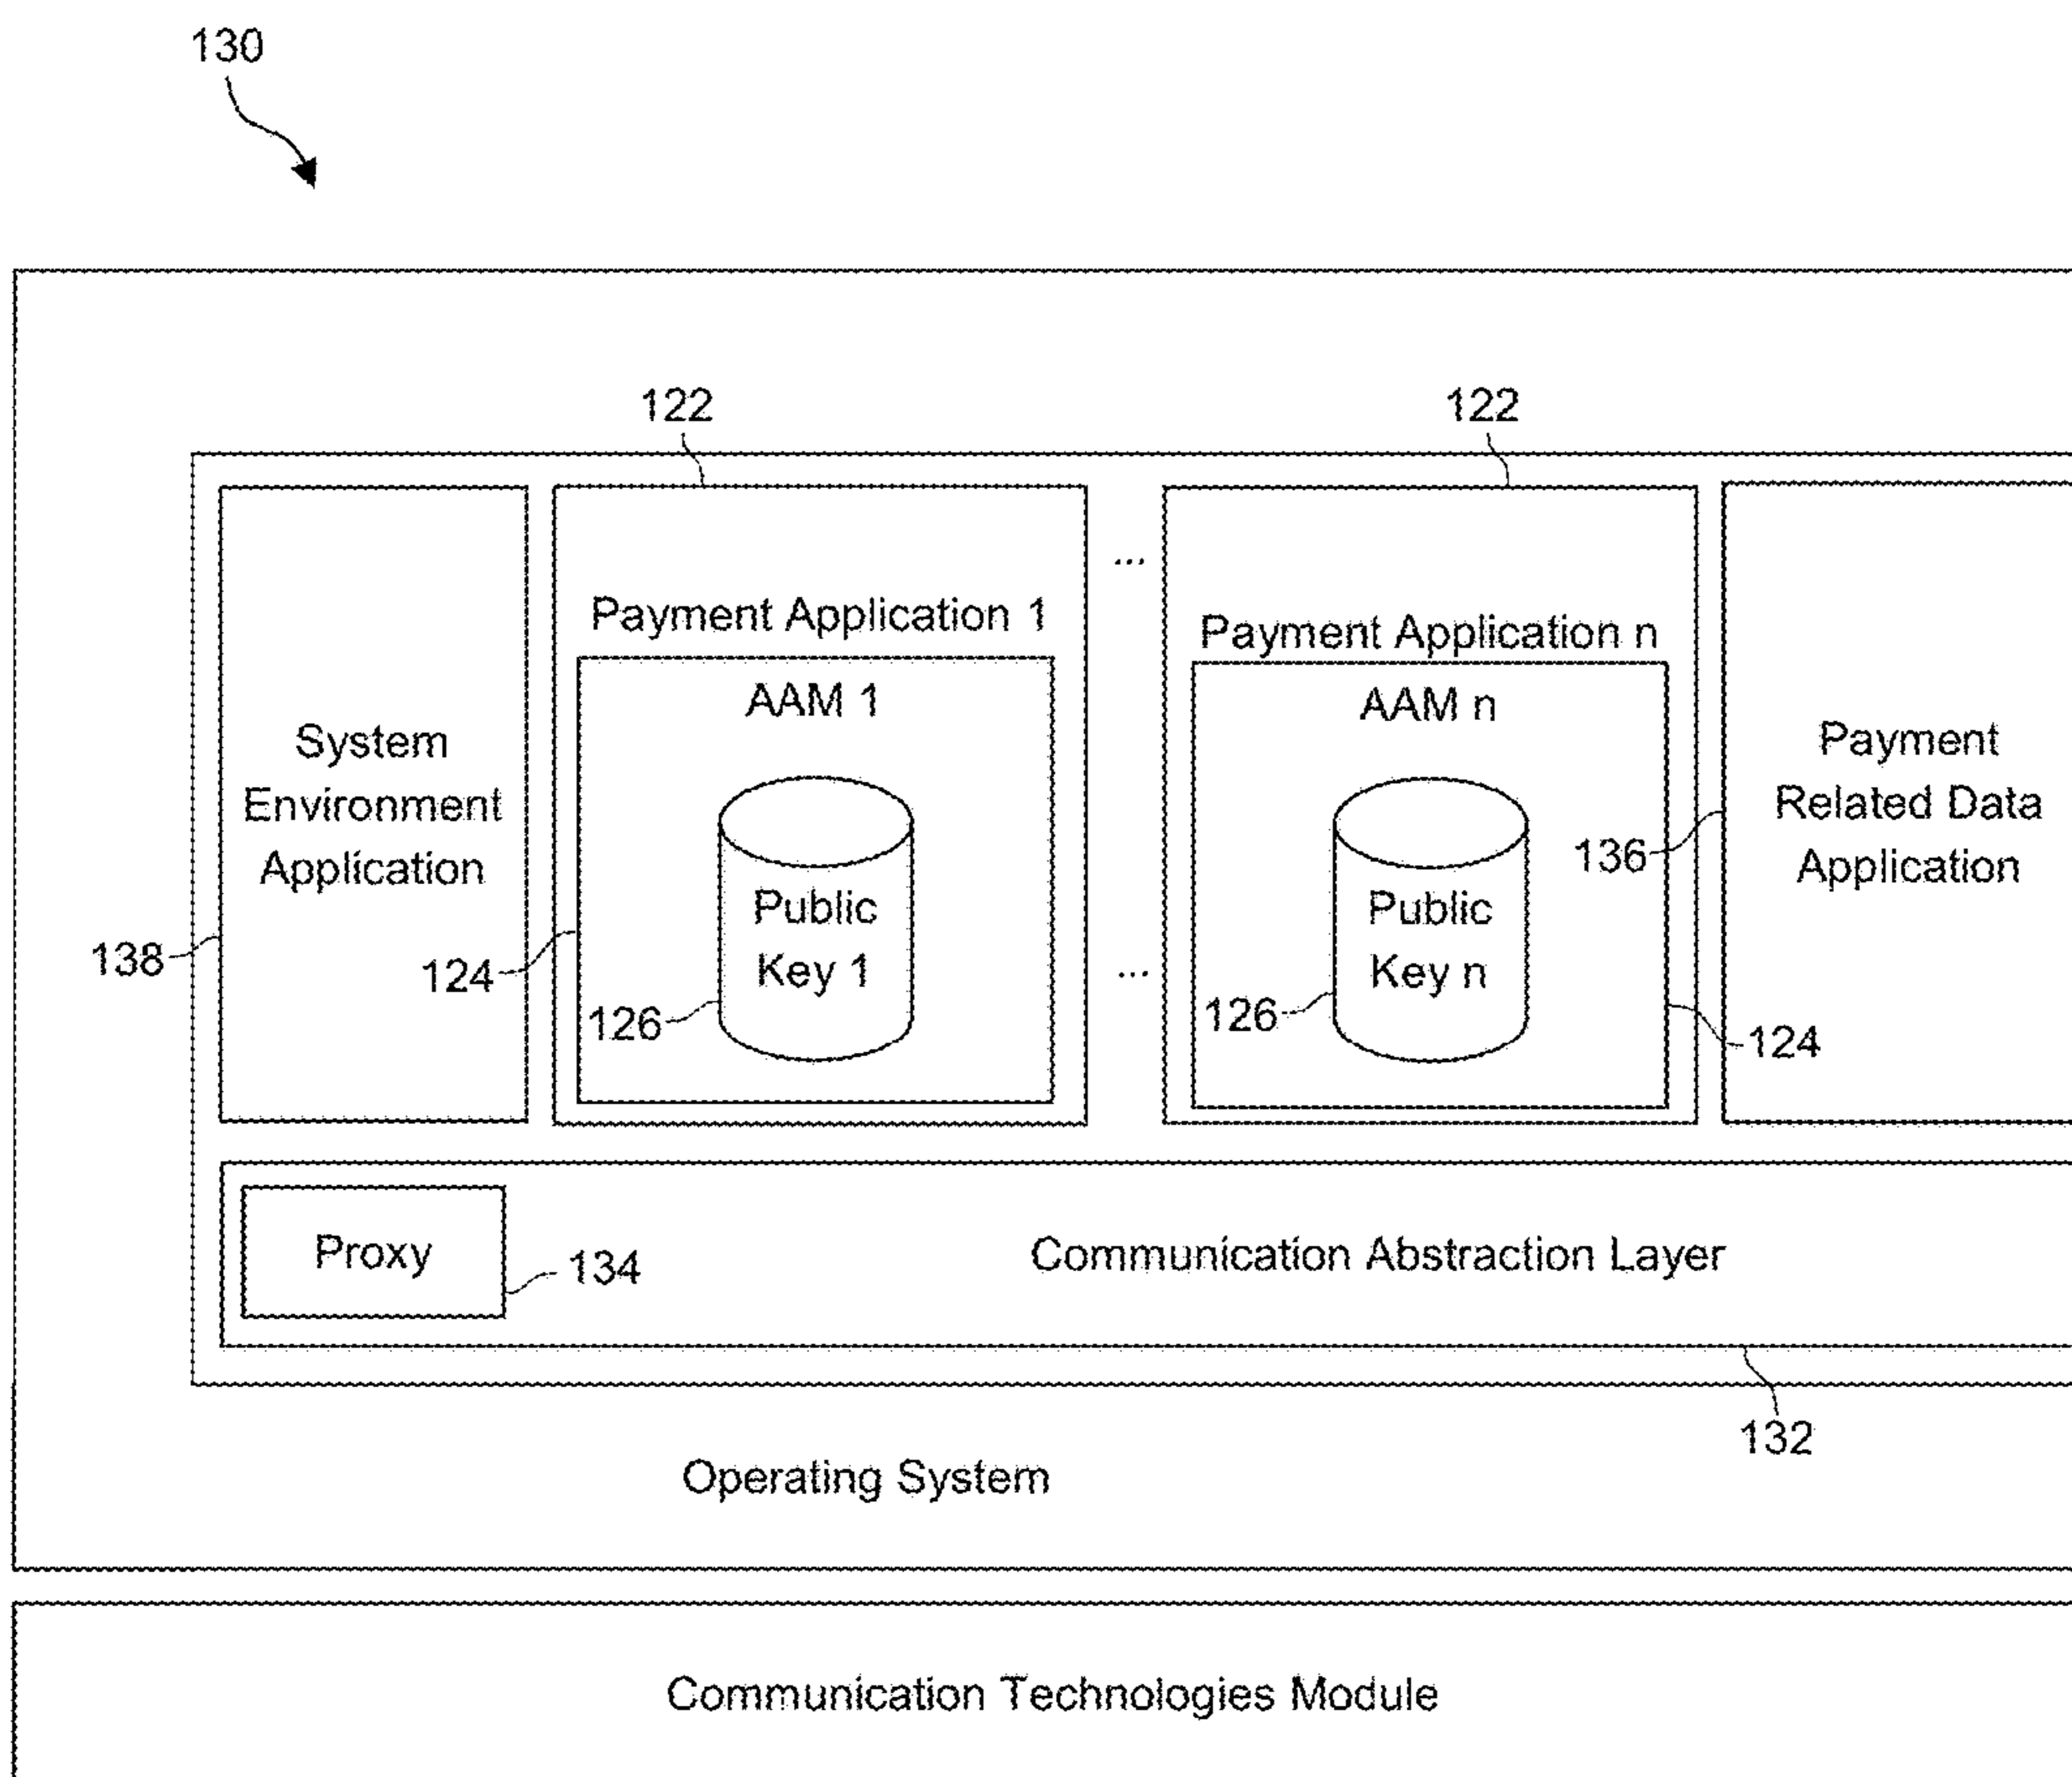 130
122
122
...
Payment Application 1
Payment Application n
AAM 1
AAM n
System
Environment
Application
Payment
Related Data
Application
136
Public
Key 1
Public
Key n
138
124
...
126
126
124
Proxy
134
Communication Abstraction Layer
132
Operating System
Communication Technologies Module